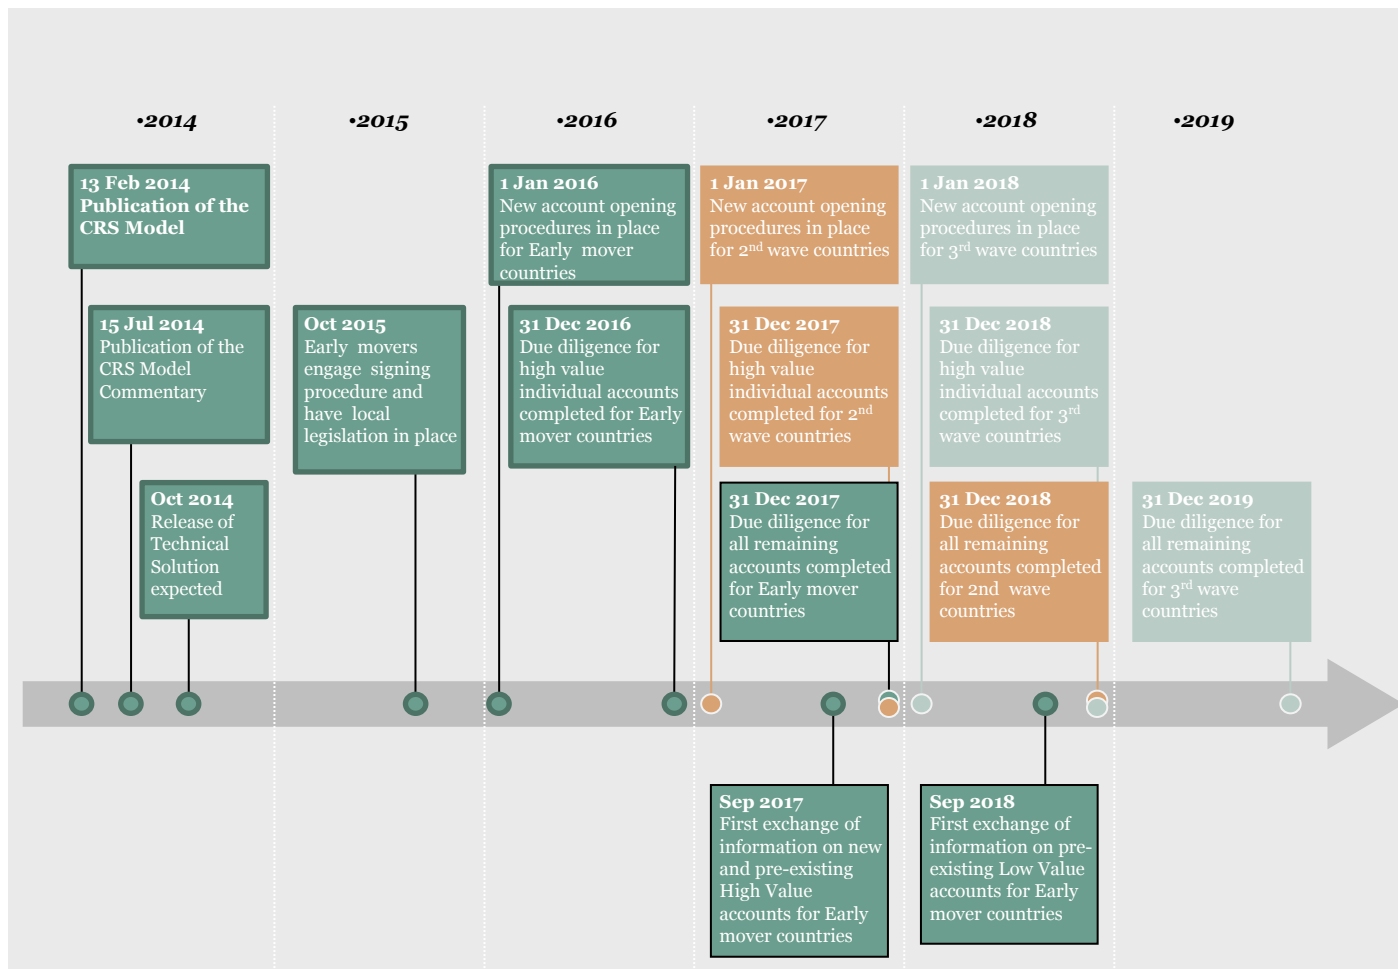 •2014
•2015
•2016
•2017
•2018
•2019
13 Feb 2014
Publication of the
CRS Model
15 Jul 2014
Publication of the
CRS Model
Commentary
Oct 2014
Release of
Technical
Solution
expected
Oct 2015
Early movers
engage signing
procedure and
have local
legislation in place
1 Jan 2016
New account opening
procedures in place
for Early mover
countries
31 Dec 2016
Due diligence for
high value
individual accounts
completed for Early
mover countries
1 Jan 2017
New account opening
procedures in place
for 2nd wave countries
31 Dec 2017
Due diligence for
high value
individual accounts
completed for 2nd
wave countries
31 Dec 2017
Due diligence for
all remaining
accounts completed
for Early mover
countries
Sep 2017
First exchange of
information on new
and pre-existing
High Value
accounts for Early
mover countries
1 Jan 2018
New account opening
procedures in place
for 3rd wave countries
31 Dec 2018
Due diligence for
high value
individual accounts
completed for 3rd
wave countries
31 Dec 2018
Due diligence for
all remaining
accounts completed
for 2nd wave
countries
Sep 2018
First exchange of
information on pre-
existing Low Value
accounts for Early
mover countries
31 Dec 2019
Due diligence for
all remaining
accounts completed
for 3rd wave
countries